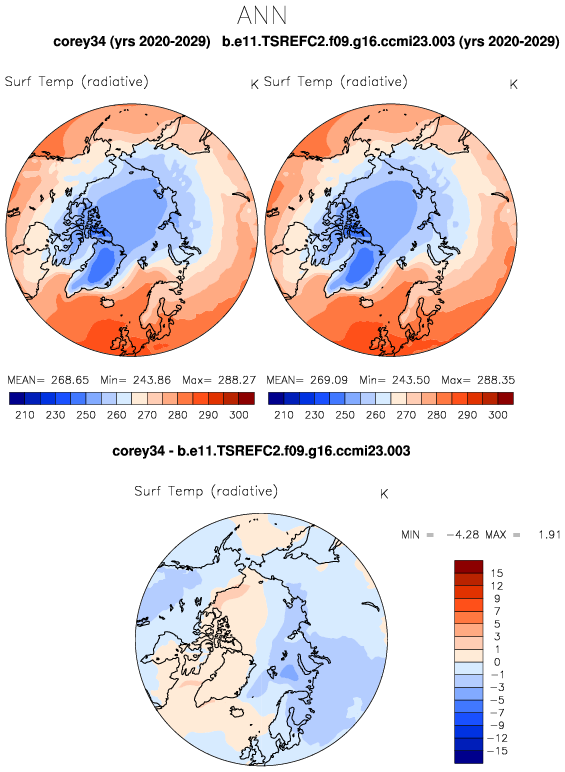 ANN
corey34 (yrs 2020-2029) b.e11.TSREFC2.f09.g16.ccmi23.003 (yrs 2020-2029)
Surf Temp (radiative) K Surf Temp (radiative) K
MEAN= 268.65 Min= 243.86 Max= 288.27 MEAN= 269.09 Min= 243.50 Max= 288.35
210 230 250 260 270 280 290 300 210 230 250 260 270 280 290 300
corey34 - b.e11.TSREFC2.f09.g16.ccmi23.003
Surf Temp (radiative) K
MIN = -4.28 MAX = 1.91
15
12
9
7
5
3
1
0
-1
-3
-5
-7
-9
-12
-15